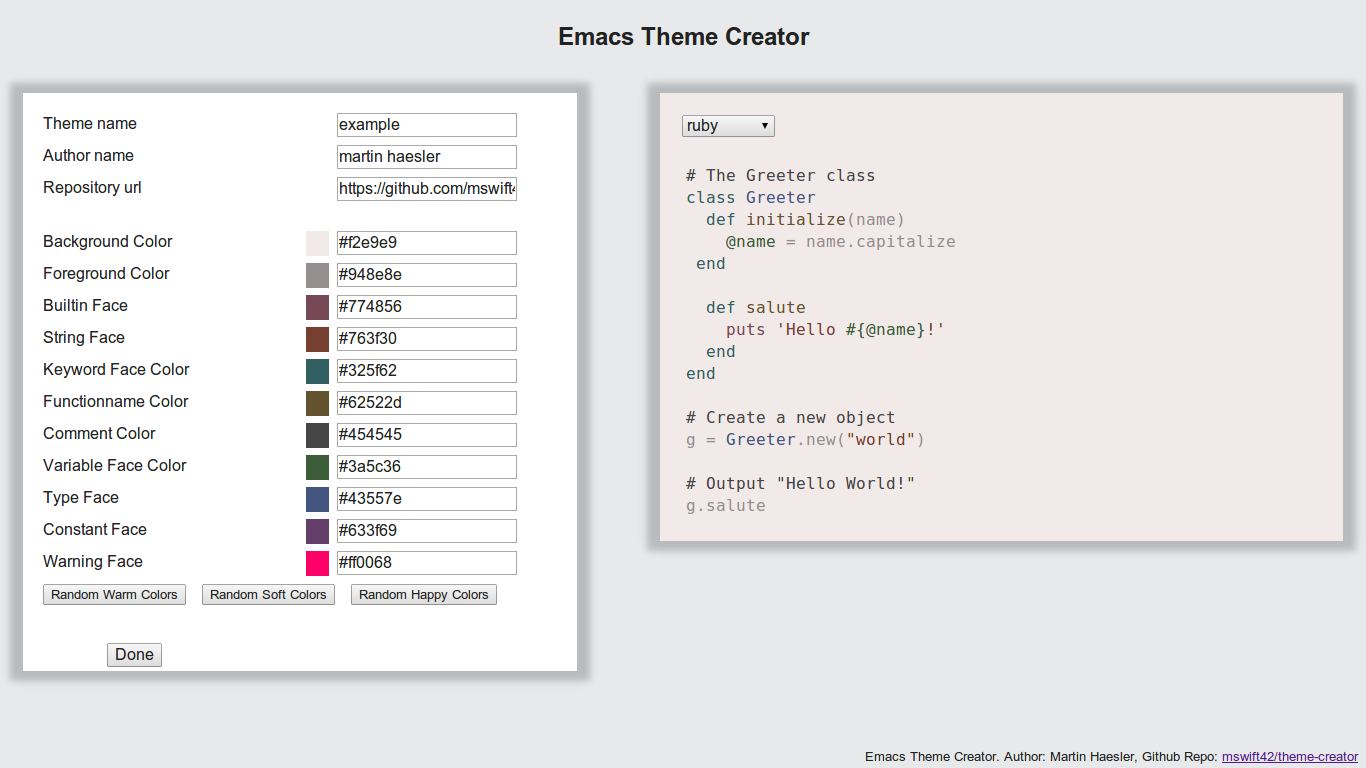 Emacs Theme Creator
Theme name example
Author name martin haesler
Repository url https://github.com/mswift4
Background Color #f2e9e9
Foreground Color #948e8e
Builtin Face #774856
String Face #763f30
Keyword Face Color #325f62
Functionname Color #62522d
Comment Color #454545
Variable Face Color #3a5c36
Type Face #43557e
Constant Face #633f69
Warning Face #ff0068
Random Warm Colors Random Soft Colors Random Happy Colors
Done
ruby
# The Greeter class
class Greeter
  def initialize(name)
    @name = name.capitalize
 end
  def salute
    puts 'Hello #{@name}!'
  end
end
# Create a new object
g = Greeter.new("world")
# Output "Hello World!"
g.salute
Emacs Theme Creator. Author: Martin Haesler, Github Repo: mswift42/theme-creator